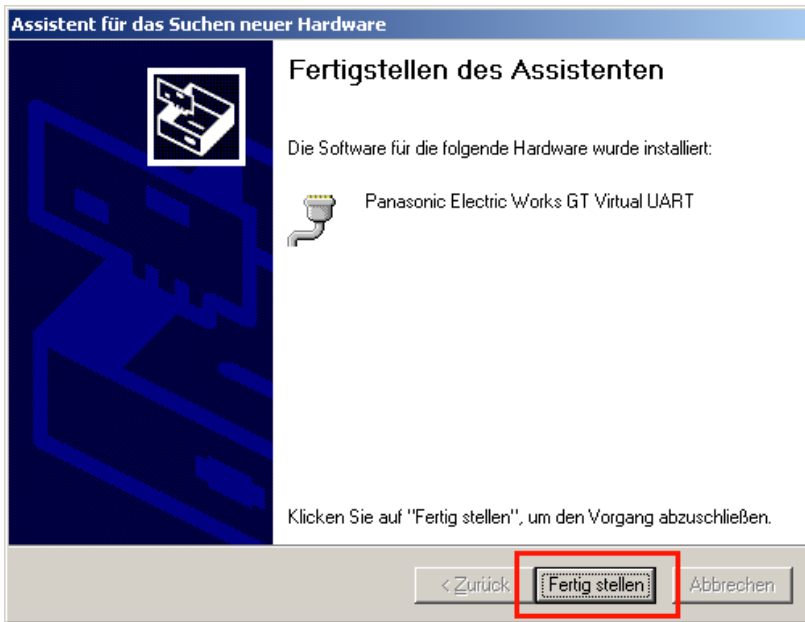 Assistent für das Suchen neuer Hardware
Fertigstellen des Assistenten
Die Software für die folgende Hardware wurde installiert:
Panasonic Electric Works GT Virtual UART
Klicken Sie auf "Fertig stellen", um den Vorgang abzuschließen.
< Zurück Fertig stellen Abbrechen